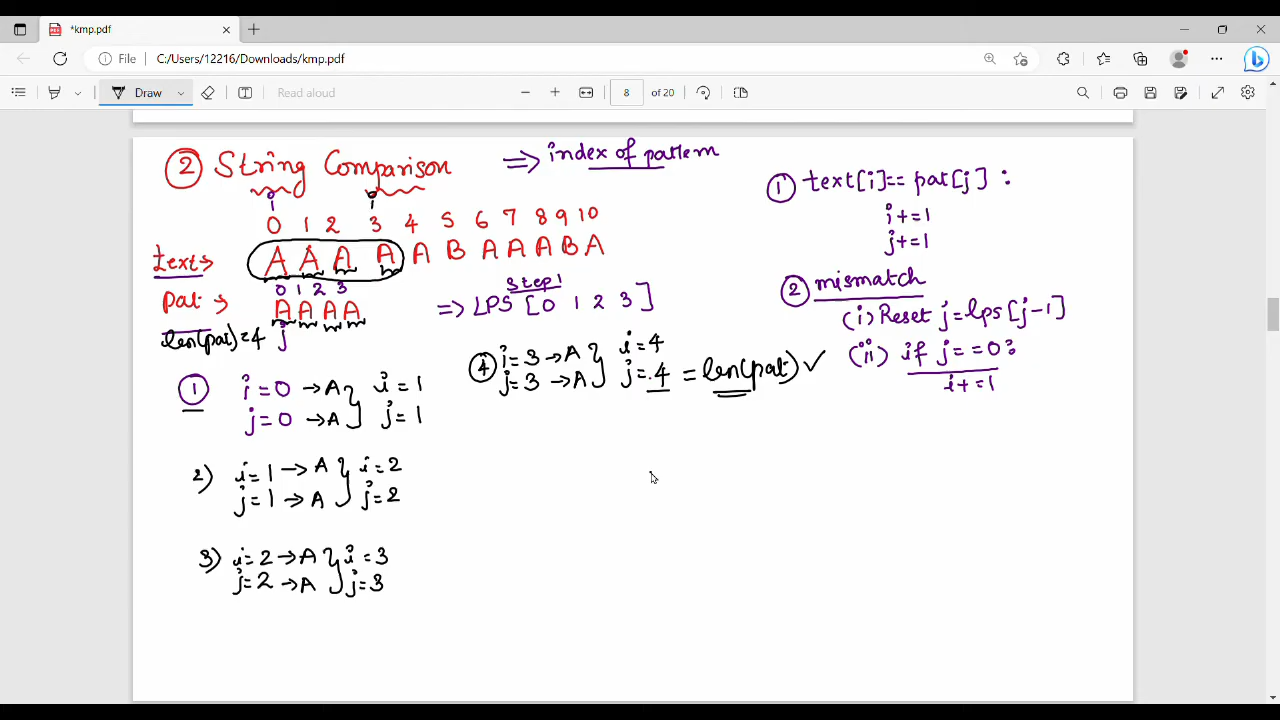 *kmp.pdf
File C:/Users/12216/Downloads/kmp.pdf
Draw Read aloud 8 of 20
② String Comparison ⇒ index of pattern
i i
0 1 2 3 4 5 6 7 8 9 10
text → A A A A A B A A A B A
0 1 2 3
pat → A A A A
len(pat)=4 j
Step 1
⇒ LPS [0 1 2 3]
① text[i]== pat[j] :
i+=1
j+=1
② mismatch
(i) Reset j=lps[j-1]
(ii) if j==0:
i+=1
① i=0 → A } i=1
j=0 → A } j=1
2) i=1 → A } i=2
j=1 → A } j=2
3) i=2 → A } i=3
j=2 → A } j=3
④ i=3 → A } i=4
j=3 → A } j=4 = len(pat) ✓